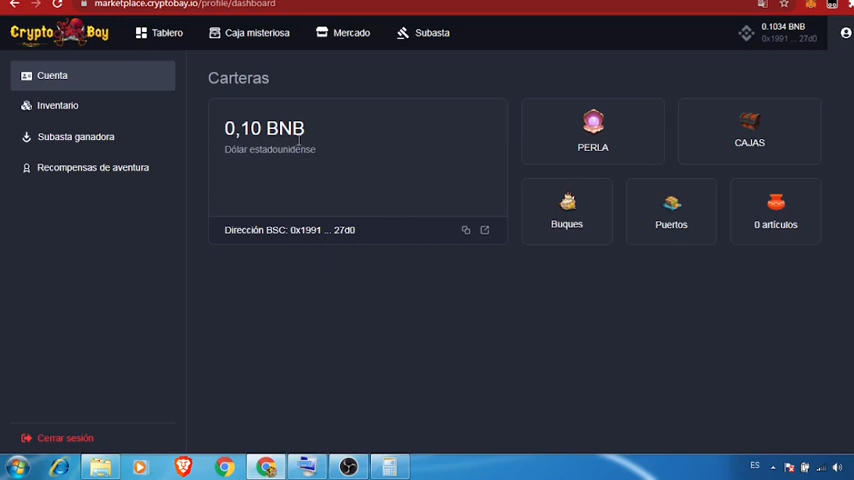 marketplace.cryptobay.io/profile/dashboard
Crypto Bay
Tablero
Caja misteriosa
Mercado
Subasta
0.1034 BNB
0x1991 ... 27d0
Cuenta
Inventario
Subasta ganadora
Recompensas de aventura
Cerrar sesión
Carteras
0,10 BNB
Dólar estadounidense
Dirección BSC: 0x1991 ... 27d0
PERLA
CAJAS
Buques
Puertos
0 artículos
ES